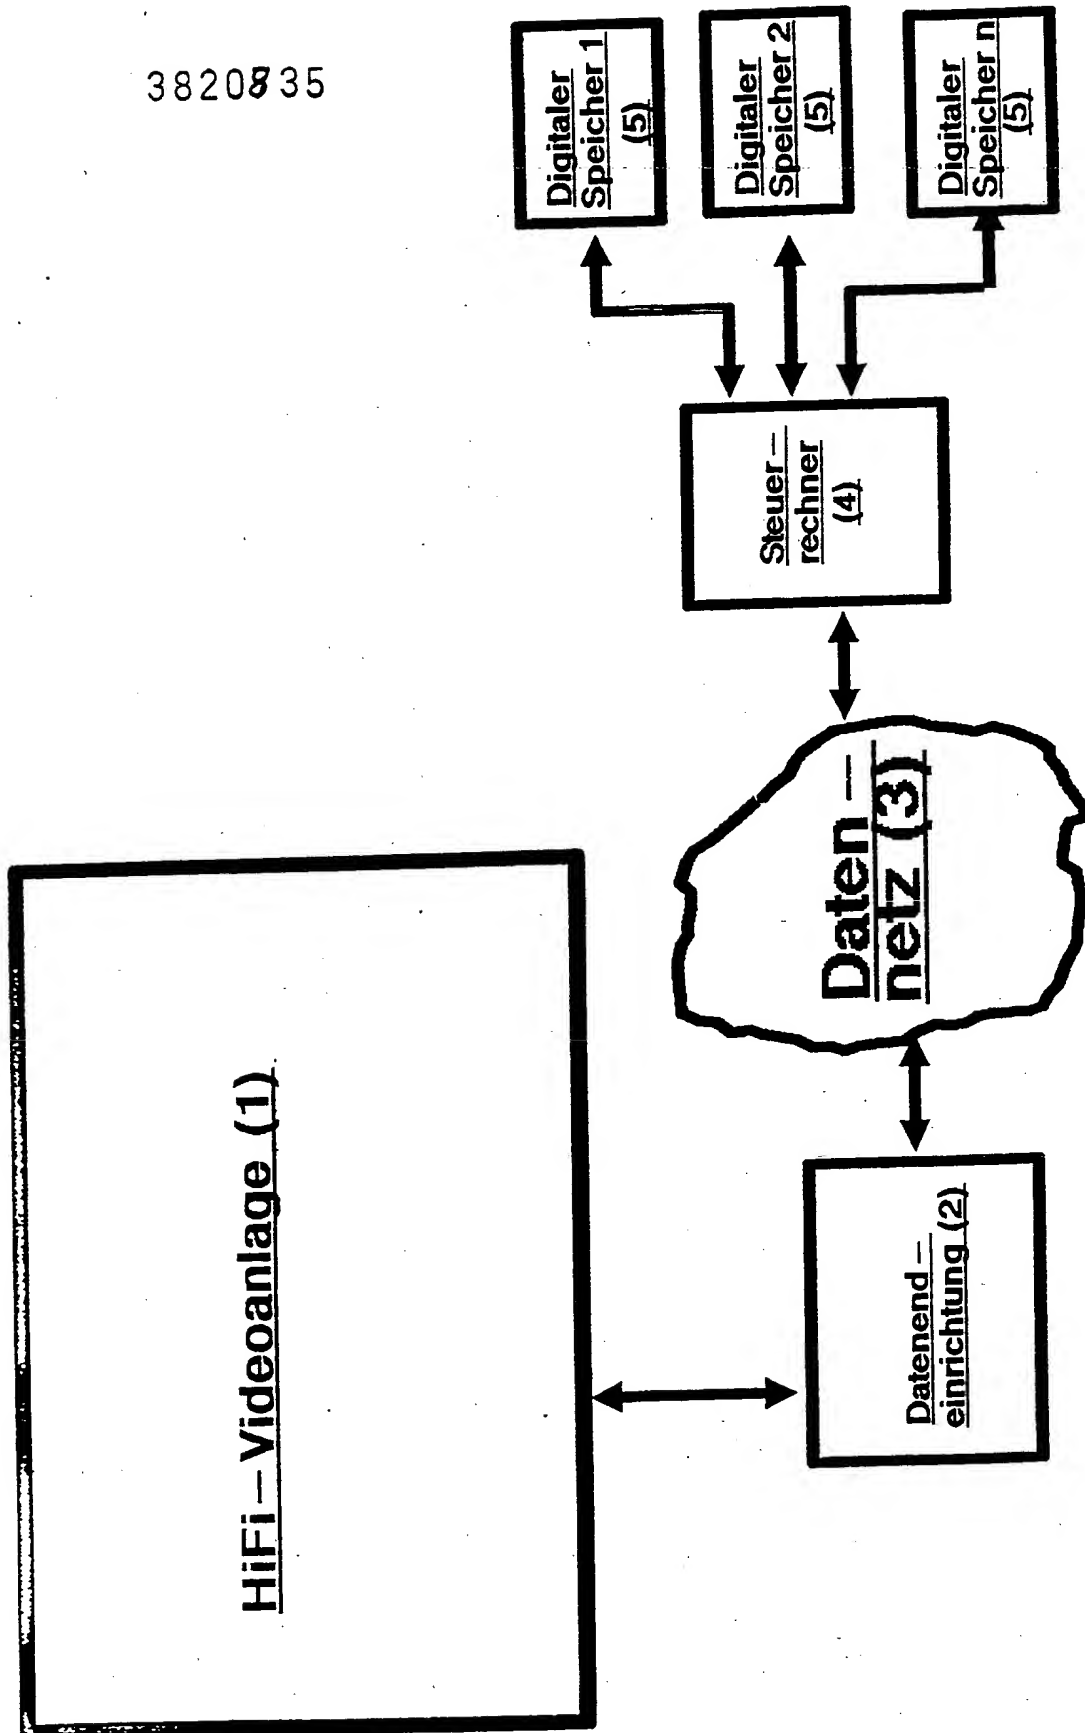 3820835
HiFi–Videoanlage (1)
Datenend–
einrichtung (2)
Daten–
netz (3)
Steuer–
rechner
(4)
Digitaler
Speicher 1
(5)
Digitaler
Speicher 2
(5)
Digitaler
Speicher n
(5)